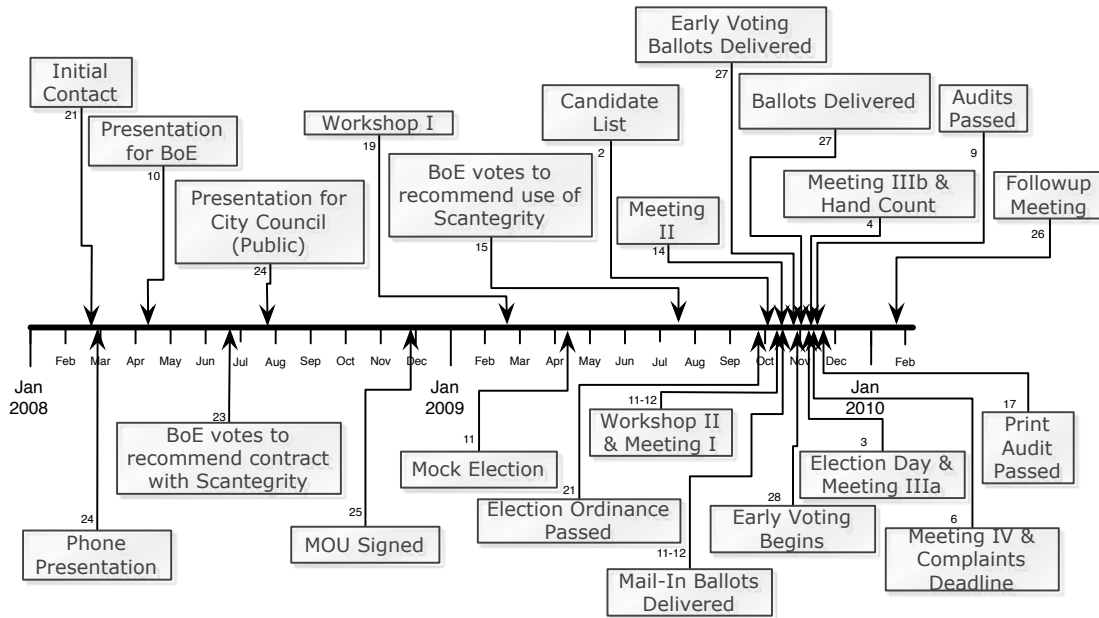 Early Voting
Ballots Delivered
27
Initial
Contact
21
Presentation
for BoE
10
Workshop I
19
Candidate
List
2
Ballots Delivered
27
Audits
Passed
9
BoE votes to
recommend use of
Scantegrity
15
Presentation for
City Council
(Public)
24
Meeting
II
14
Meeting IIIb &
Hand Count
4
Followup
Meeting
26
Feb Mar Apr May Jun Jul Aug Sep Oct Nov Dec Feb Mar Apr May Jun Jul Aug Sep Oct Nov Dec Feb
Jan
2008
Jan
2009
Jan
2010
23
BoE votes to
recommend contract
with Scantegrity
11
Mock Election
11-12
Workshop II
& Meeting I
3
Election Day &
Meeting IIIa
17
Print
Audit
Passed
24
Phone
Presentation
25
MOU Signed
21
Election Ordinance
Passed
28
Early Voting
Begins
6
Meeting IV &
Complaints
Deadline
11-12
Mail-In Ballots
Delivered